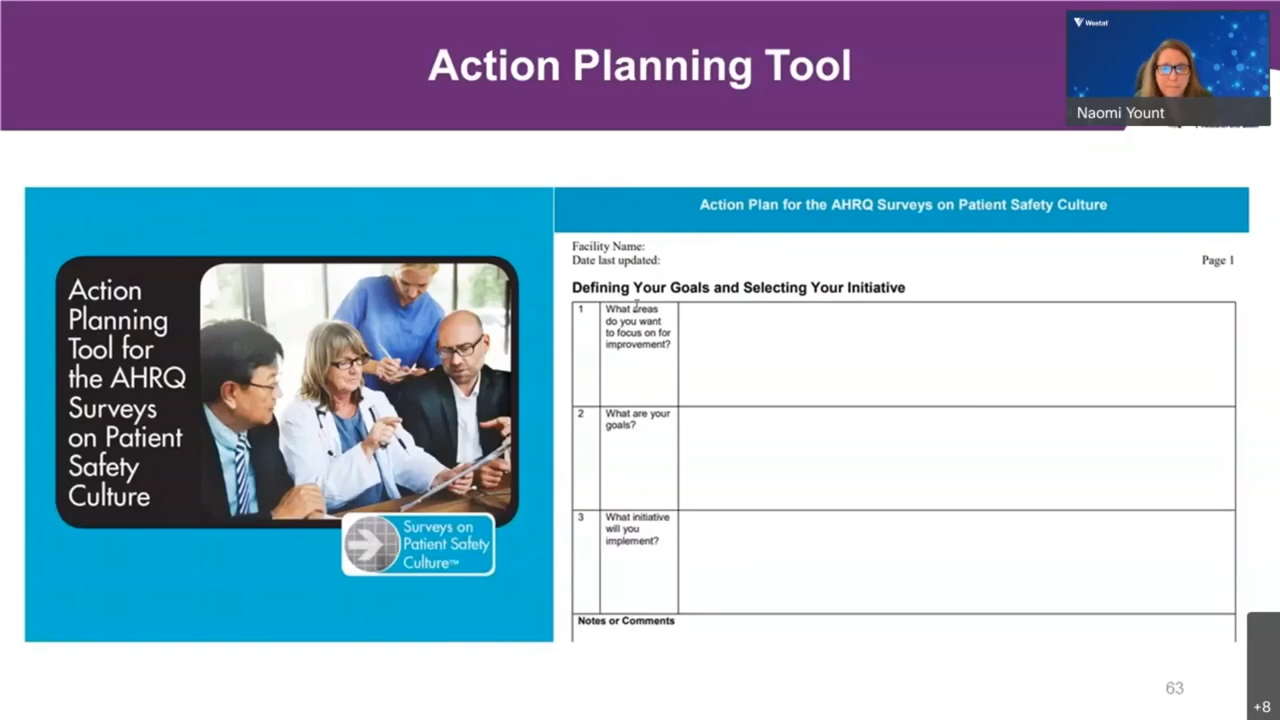 Action Planning Tool
Westat
Naomi Yount
Action
Planning
Tool for
the AHRQ
Surveys
on Patient
Safety
Culture
Surveys on
Patient Safety
Culture™
Action Plan for the AHRQ Surveys on Patient Safety Culture
Facility Name:
Date last updated:
Page 1
Defining Your Goals and Selecting Your Initiative
1
What areas
do you want
to focus on for
improvement?
2
What are your
goals?
3
What initiative
will you
implement?
Notes or Comments
63
+8